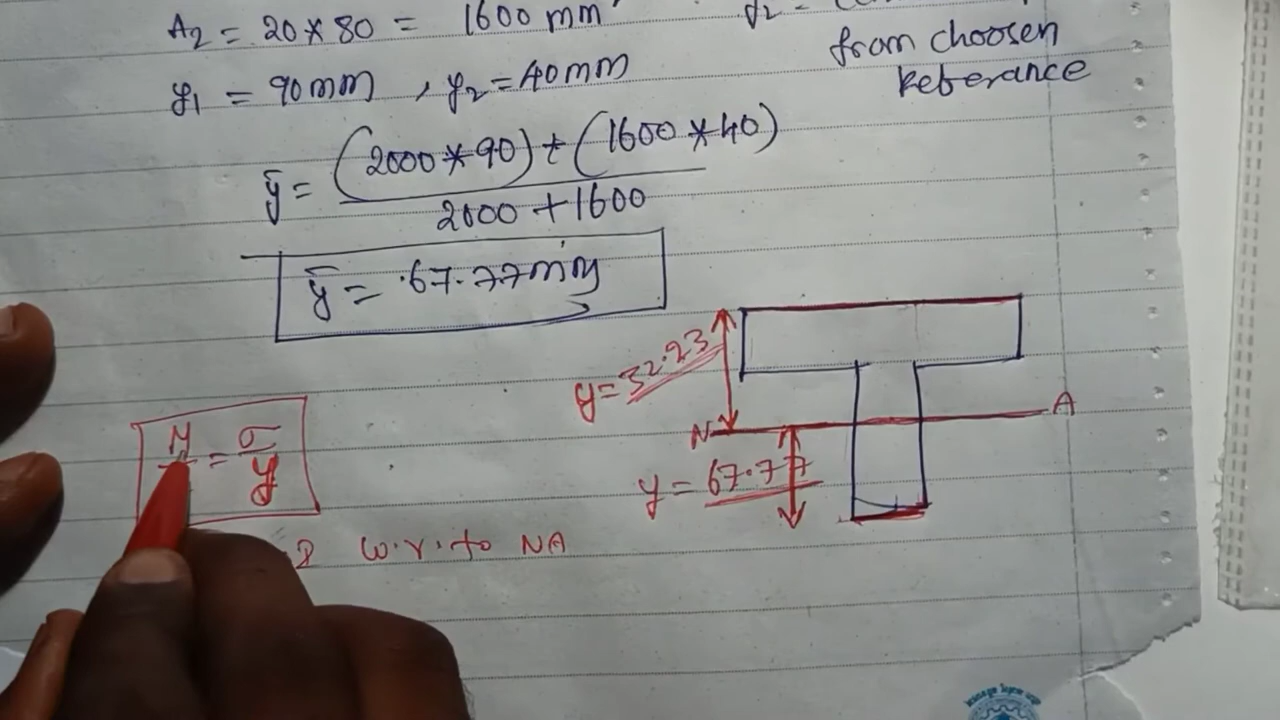 A2 = 20*80 = 1600 mm
y1 = 90mm , y2 = 40mm
from choosen
Reterance
ȳ = (2000*90) + (1600*40)
2000 + 1600
ȳ = 67.77mm
y = 32.23
N A
M = σ
y
y = 67.77
w.r.to NA